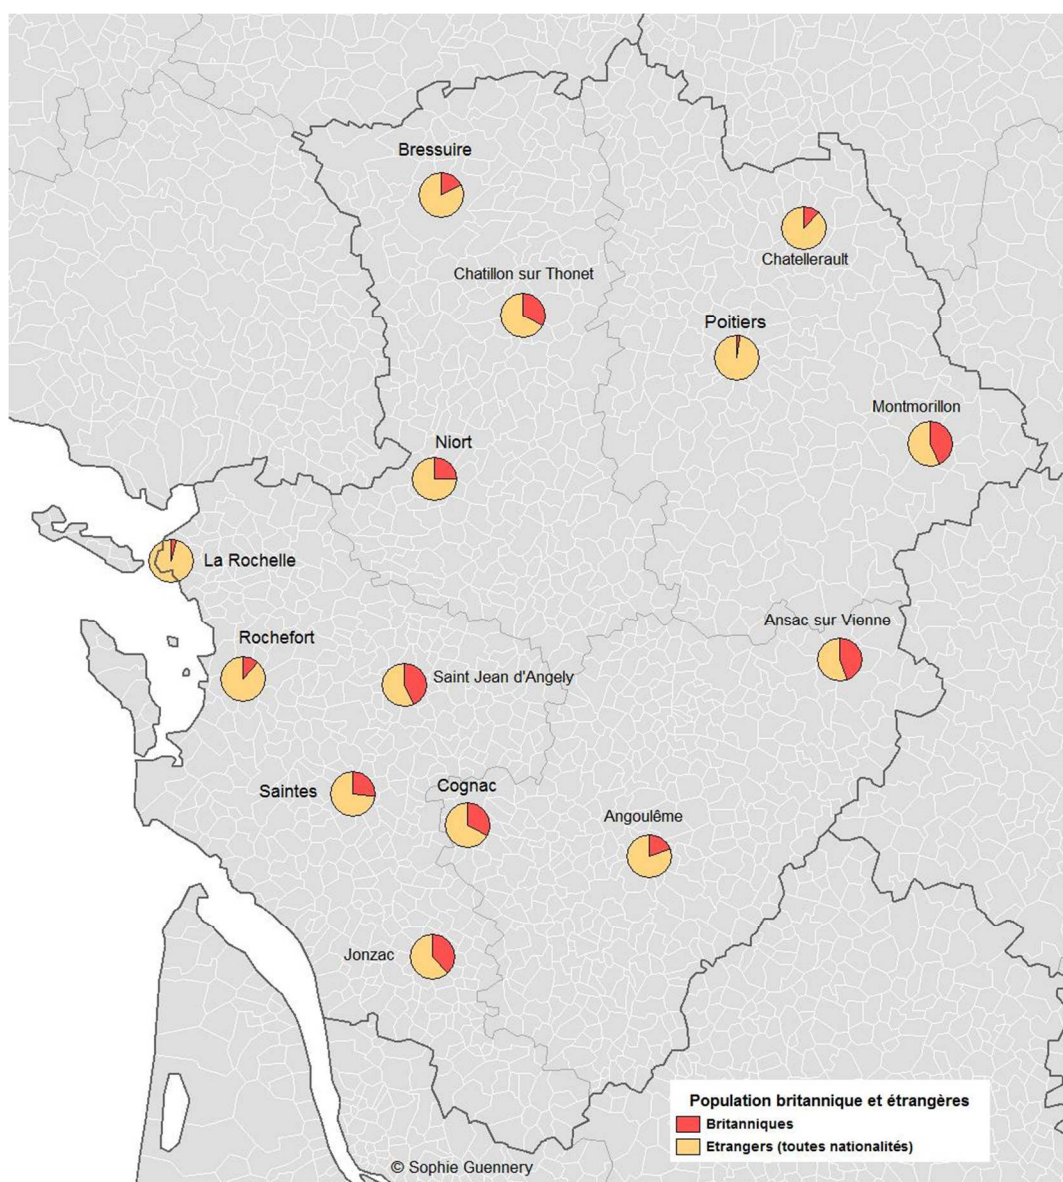 Bressuire
Chatellerault
Chatillon sur Thonet
Poitiers
Montmorillon
Niort
La Rochelle
Ansac sur Vienne
Rochefort
Saint Jean d'Angely
Saintes
Cognac
Angoulême
Jonzac
Population britannique et étrangères
Britanniques
Etrangers (toutes nationalités)
© Sophie Guennery